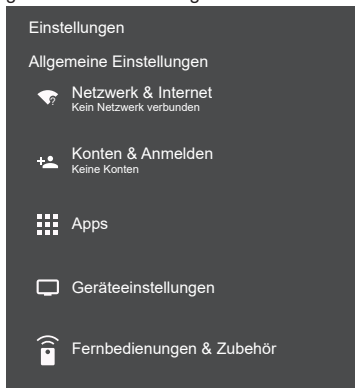 Einstellungen
Allgemeine Einstellungen
Netzwerk & Internet
Kein Netzwerk verbunden
Konten & Anmelden
Keine Konten
Apps
Geräteeinstellungen
Fernbedienungen & Zubehör